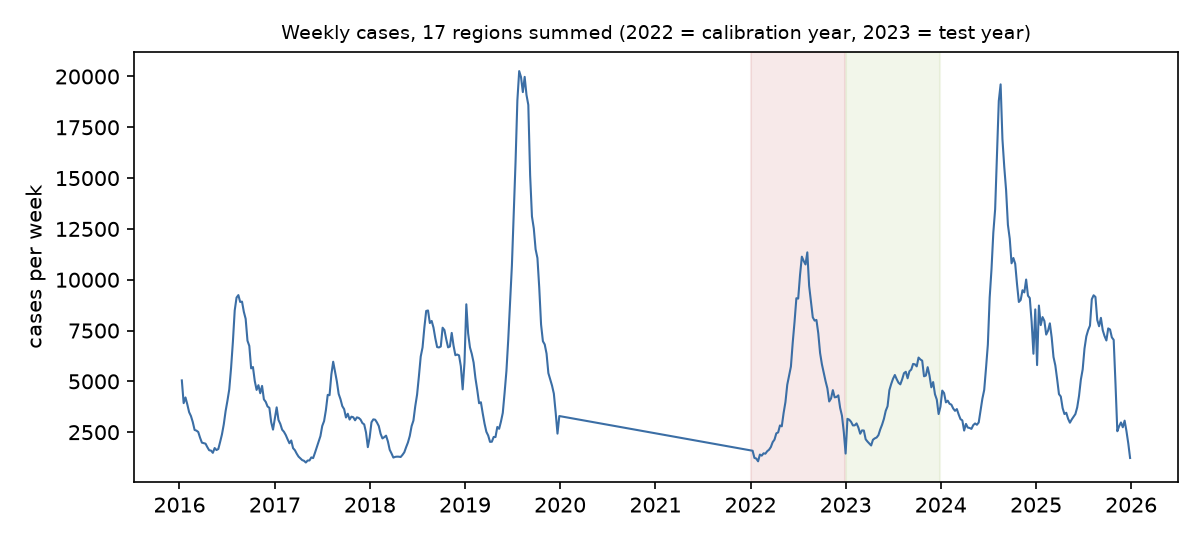 Weekly cases, 17 regions summed (2022 = calibration year, 2023 = test year)
cases per week
20000
17500
15000
12500
10000
7500
5000
2500
2016 2017 2018 2019 2020 2021 2022 2023 2024 2025 2026